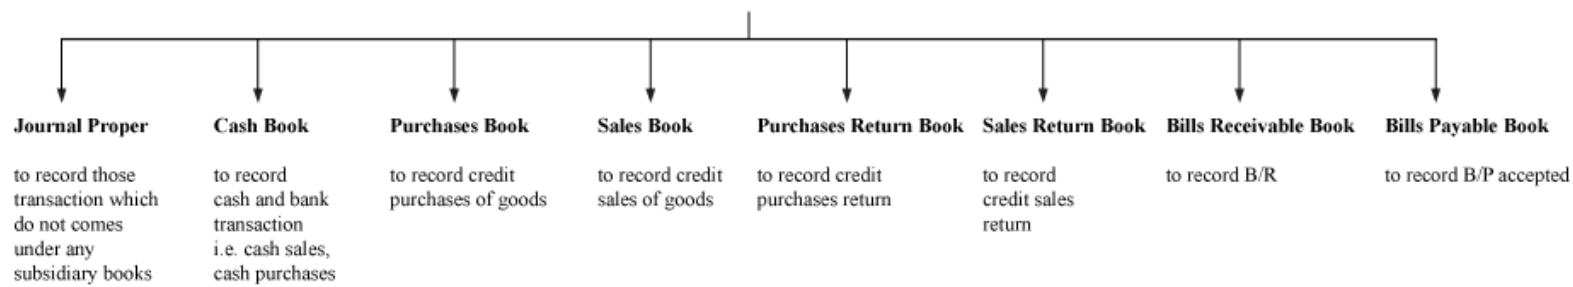 Journal Proper
to record those
transaction which
do not comes
under any
subsidiary books
Cash Book
to record
cash and bank
transaction
i.e. cash sales,
cash purchases
Purchases Book
to record credit
purchases of goods
Sales Book
to record credit
sales of goods
Purchases Return Book
to record credit
purchases return
Sales Return Book
to record
credit sales
return
Bills Receivable Book
to record B/R
Bills Payable Book
to record B/P accepted